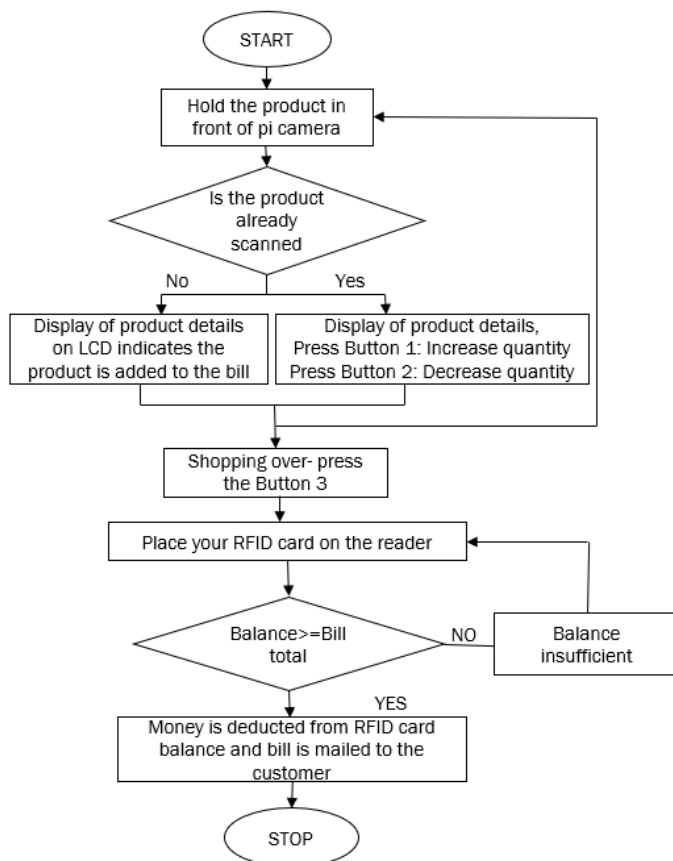 START
Hold the product in
front of pi camera
Is the product
already
scanned
No
Yes
Display of product details
on LCD indicates the
product is added to the bill
Display of product details,
Press Button 1: Increase quantity
Press Button 2: Decrease quantity
Shopping over- press
the Button 3
Place your RFID card on the reader
Balance>=Bill
total
NO
Balance
insufficient
YES
Money is deducted from RFID card
balance and bill is mailed to the
customer
STOP